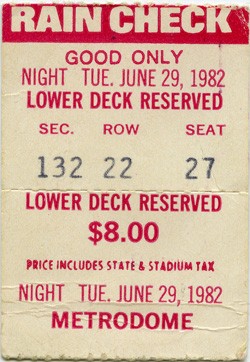 RAIN CHECK
GOOD ONLY
NIGHT TUE. JUNE 29, 1982
LOWER DECK RESERVED
SEC. ROW SEAT
132 22 27
LOWER DECK RESERVED
$8.00
PRICE INCLUDES STATE & STADIUM TAX
NIGHT TUE. JUNE 29, 1982
METRODOME